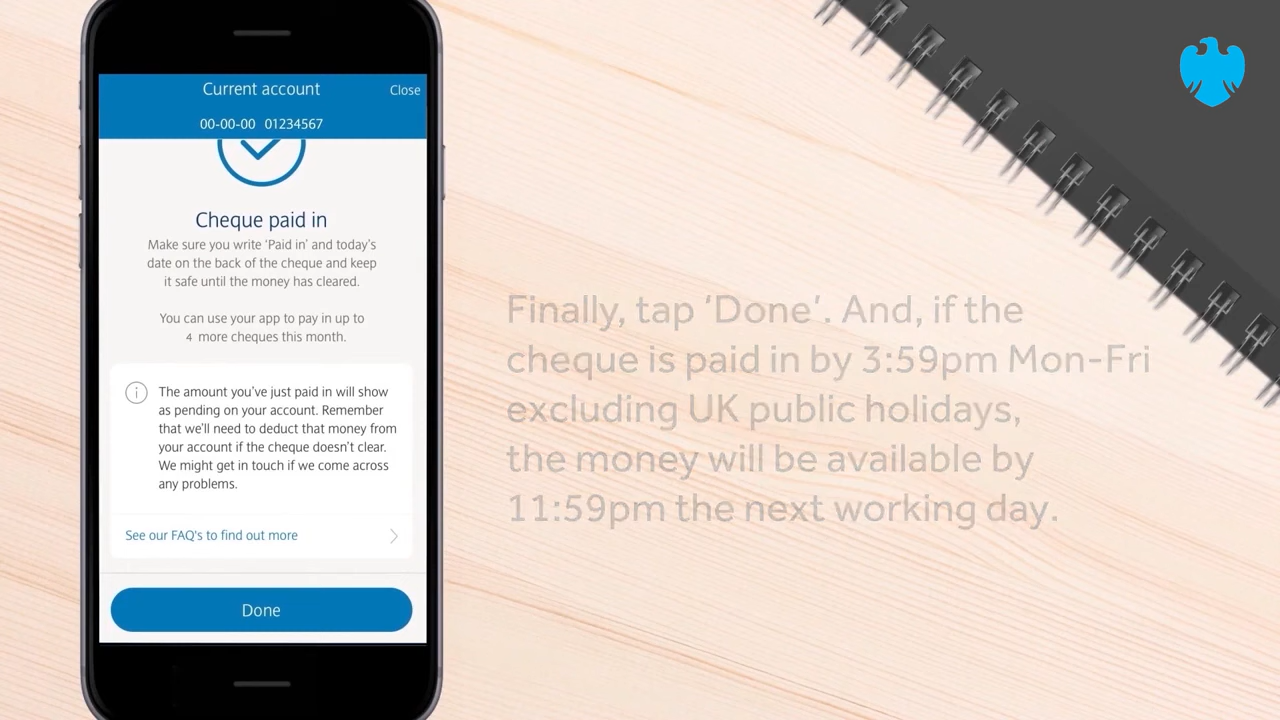 Current account
Close
00-00-00 01234567
Cheque paid in
Make sure you write ‘Paid in’ and today’s
date on the back of the cheque and keep
it safe until the money has cleared.
You can use your app to pay in up to
4 more cheques this month.
The amount you’ve just paid in will show
as pending on your account. Remember
that we’ll need to deduct that money from
your account if the cheque doesn’t clear.
We might get in touch if we come across
any problems.
See our FAQ's to find out more
Done
Finally, tap ‘Done’. And, if the
cheque is paid in by 3:59pm Mon-Fri
excluding UK public holidays,
the money will be available by
11:59pm the next working day.